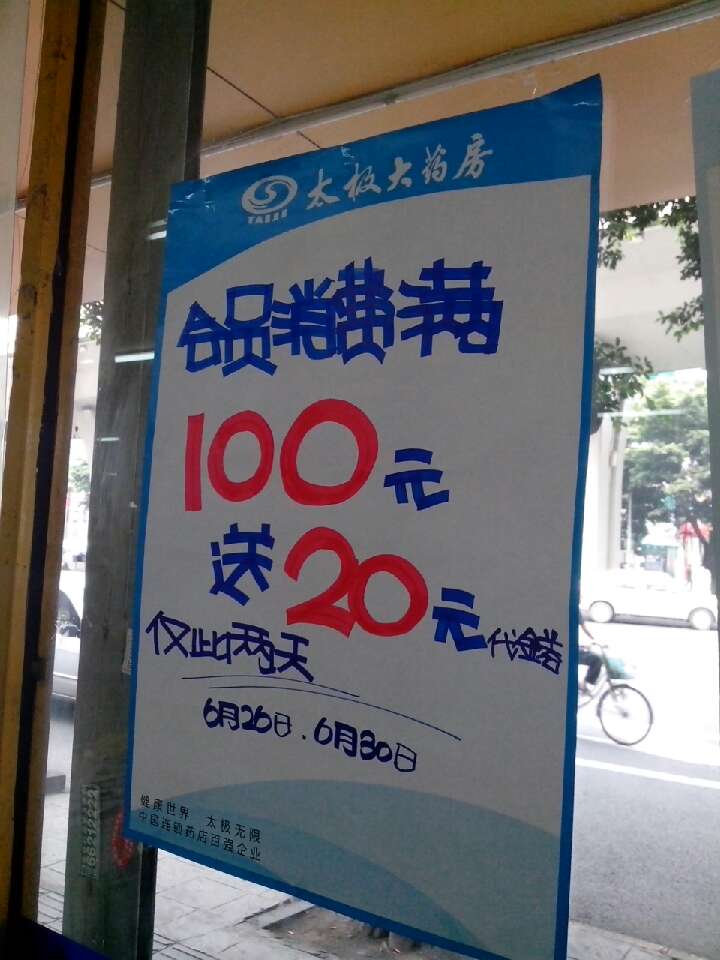 太极大药房
会员消费满
100元
送20元代金券
仅此两天
6月26日.6月30日
健康世界 太极无限
中国连锁药店百强企业